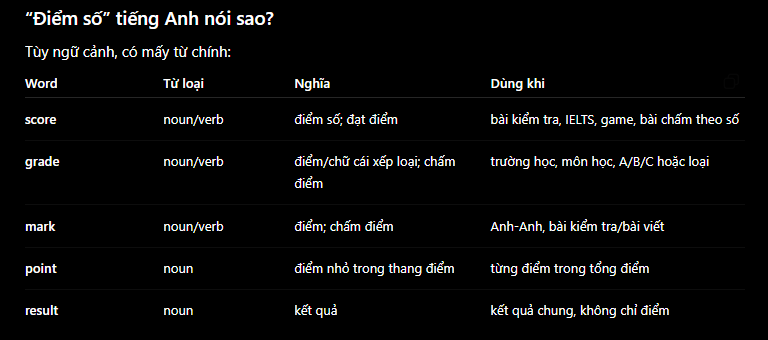 “Điểm số” tiếng Anh nói sao?
Tùy ngữ cảnh, có mấy từ chính:
Word Từ loại Nghĩa Dùng khi
score noun/verb điểm số; đạt điểm bài kiểm tra, IELTS, game, bài chấm theo số
grade noun/verb điểm/chữ cái xếp loại; chấm điểm trường học, môn học, A/B/C hoặc loại
mark noun/verb điểm; chấm điểm Anh-Anh, bài kiểm tra/bài viết
point noun điểm nhỏ trong thang điểm từng điểm trong tổng điểm
result noun kết quả kết quả chung, không chỉ điểm